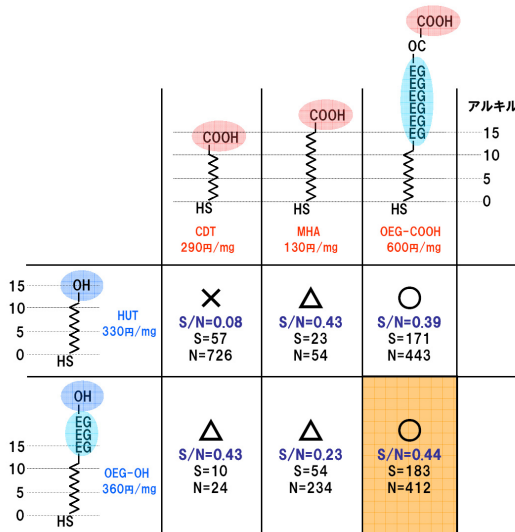 COOH
OC
EG
EG
EG
EG
EG
EG
アルキル
COOH
COOH
15
10
5
0
HS
HS
HS
CDT
290円/mg
MHA
130円/mg
OEG-COOH
600円/mg
15
10
5
0
OH
HS
HUT
330円/mg
×
S/N=0.08
S=57
N=726
△
S/N=0.43
S=23
N=54
○
S/N=0.39
S=171
N=443
OH
EG
EG
EG
15
10
5
0
HS
OEG-OH
360円/mg
△
S/N=0.43
S=10
N=24
△
S/N=0.23
S=54
N=234
○
S/N=0.44
S=183
N=412